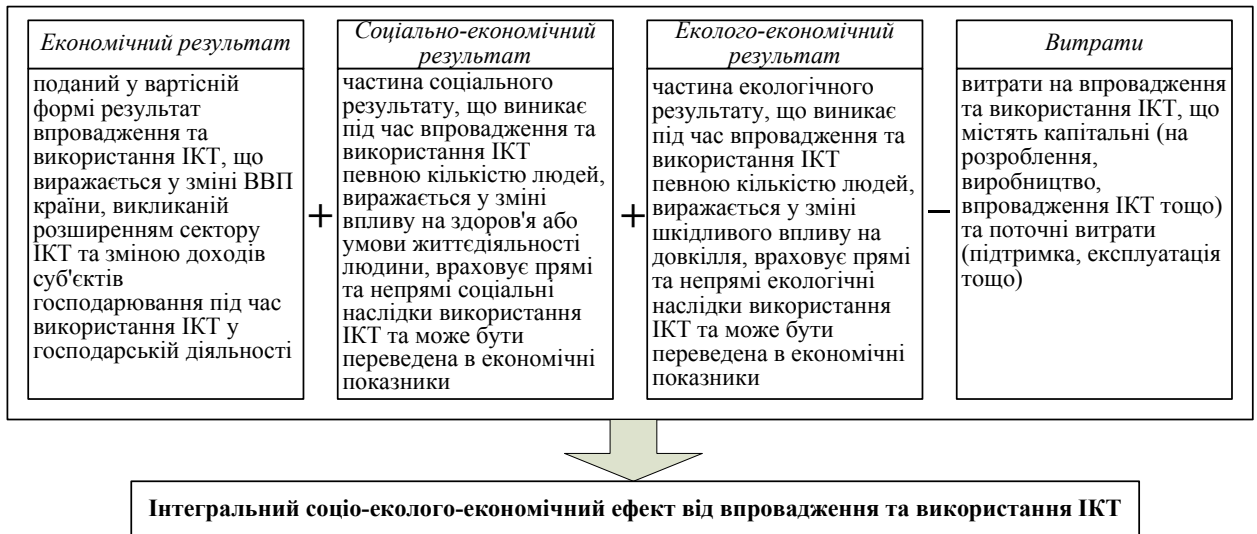 Економічний результат
поданий у вартісній
формі результат
впровадження та
використання ІКТ, що
виражається у зміні ВВП
країни, викликаній
розширенням сектору
ІКТ та зміною доходів
суб'єктів
господарювання під час
використання ІКТ у
господарській діяльності
+
Соціально-економічний
результат
частина соціального
результату, що виникає
під час впровадження та
використання ІКТ
певною кількістю людей,
виражається у зміні
впливу на здоров'я або
умови життєдіяльності
людини, враховує прямі
та непрямі соціальні
наслідки використання
ІКТ та може бути
переведена в економічні
показники
+
Еколого-економічний
результат
частина екологічного
результату, що виникає
під час впровадження та
використання ІКТ
певною кількістю людей,
виражається у зміні
шкідливого впливу на
довкілля, враховує прямі
та непрямі екологічні
наслідки використання
ІКТ та може бути
переведена в економічні
показники
–
Витрати
витрати на впровадження
та використання ІКТ, що
містять капітальні (на
розроблення,
виробництво,
впровадження ІКТ тощо)
та поточні витрати
(підтримка, експлуатація
тощо)
Інтегральний соціо-еколого-економічний ефект від впровадження та використання ІКТ